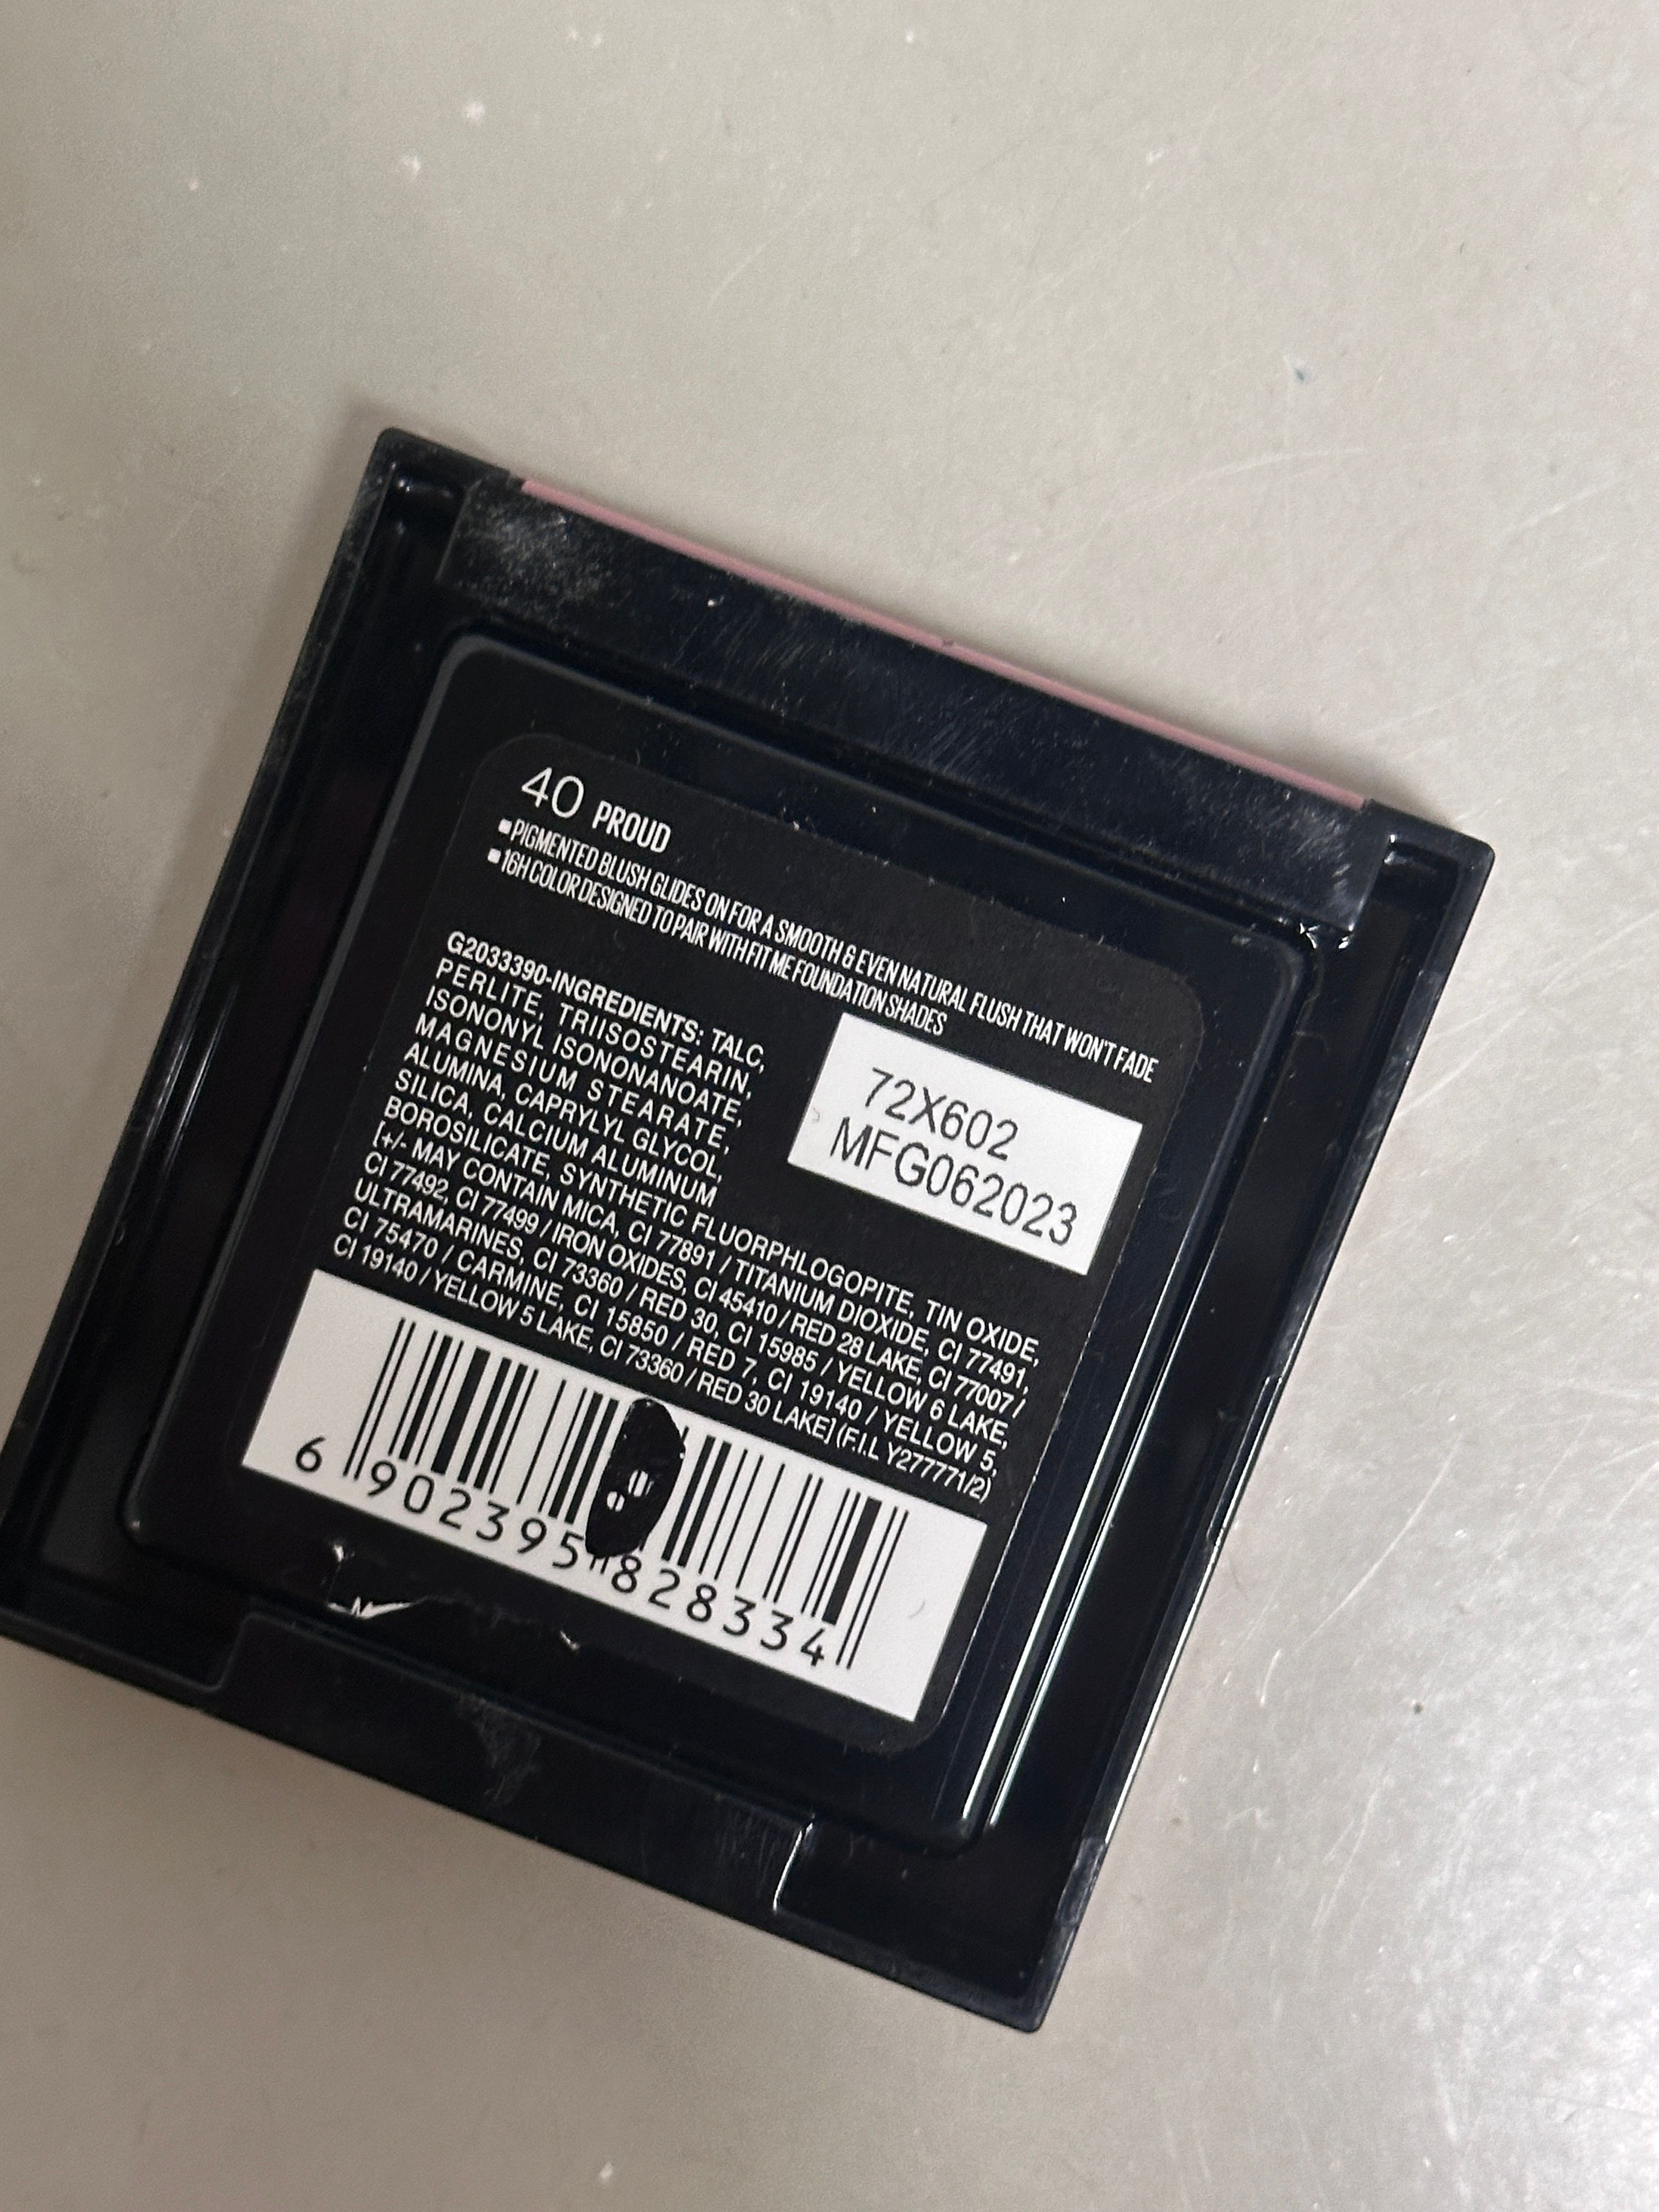 40 PROUD
▪PIGMENTED BLUSH GLIDES ON FOR A SMOOTH & EVEN NATURAL FLUSH THAT WON'T FADE
▪16H COLOR DESIGNED TO PAIR WITH FIT ME FOUNDATION SHADES
G2033390-INGREDIENTS: TALC,
PERLITE, TRIISOSTEARIN,
ISONONYL ISONONANOATE,
MAGNESIUM STEARATE,
ALUMINA, CAPRYLYL GLYCOL,
SILICA, CALCIUM ALUMINUM
BOROSILICATE, SYNTHETIC FLUORPHLOGOPITE, TIN OXIDE,
[+/- MAY CONTAIN MICA, CI 77891 / TITANIUM DIOXIDE, CI 77491,
CI 77492, CI 77499 / IRON OXIDES, CI 45410 / RED 28 LAKE, CI 77007 /
ULTRAMARINES, CI 73360 / RED 30, CI 15985 / YELLOW 6 LAKE,
CI 75470 / CARMINE, CI 15850 / RED 7, CI 19140 / YELLOW 5,
CI 19140 / YELLOW 5 LAKE, CI 73360 / RED 30 LAKE] (F.I.L Y277771/2)
72X602
MFG062023
6 902395 828334